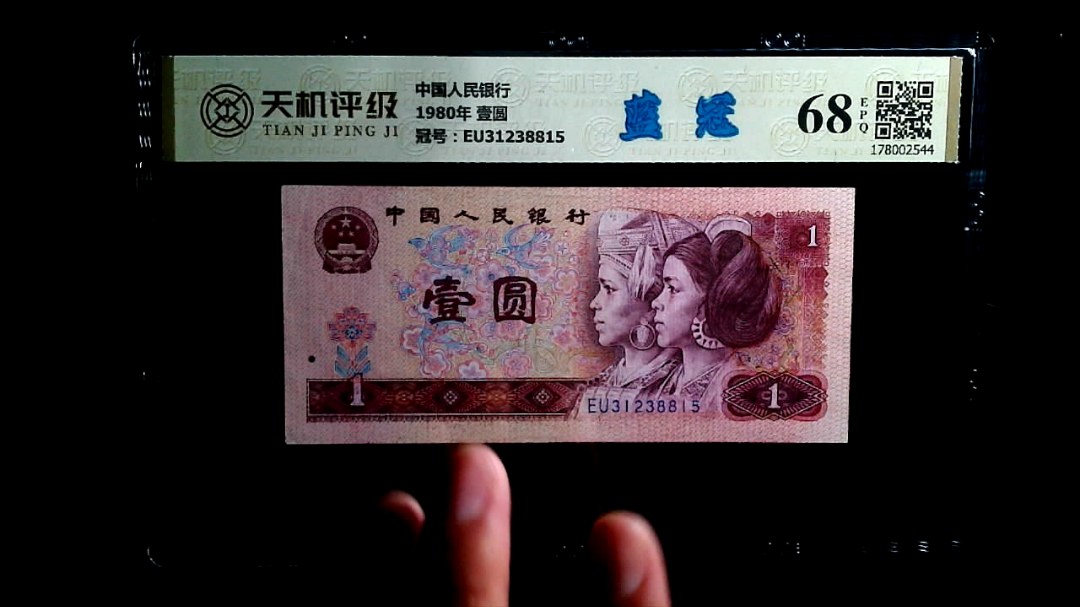 天机评级
TIAN JI PING JI
中国人民银行
1980年 壹圆
冠号：EU31238815
蓝冠
68
EPQ
178002544
中国人民银行
壹圆
1
1
EU31238815
1